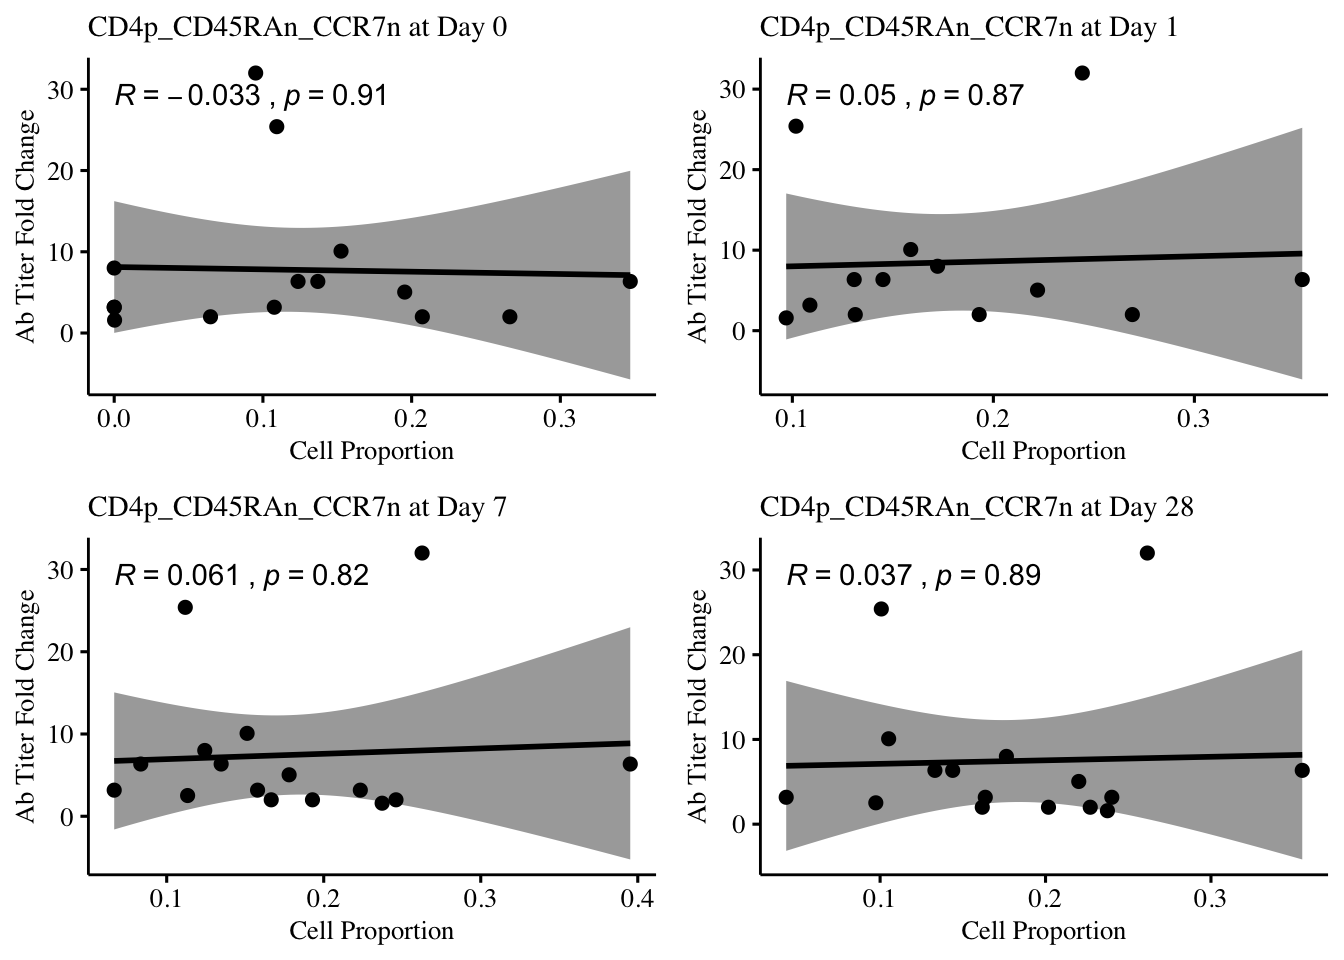 CD4p_CD45RAn_CCR7n at Day 0
R = −0.033 , p = 0.91
Ab Titer Fold Change
30
20
10
0
0.0 0.1 0.2 0.3
Cell Proportion
CD4p_CD45RAn_CCR7n at Day 1
R = 0.05 , p = 0.87
Ab Titer Fold Change
30
20
10
0
0.1 0.2 0.3
Cell Proportion
CD4p_CD45RAn_CCR7n at Day 7
R = 0.061 , p = 0.82
Ab Titer Fold Change
30
20
10
0
0.1 0.2 0.3 0.4
Cell Proportion
CD4p_CD45RAn_CCR7n at Day 28
R = 0.037 , p = 0.89
Ab Titer Fold Change
30
20
10
0
0.1 0.2 0.3
Cell Proportion